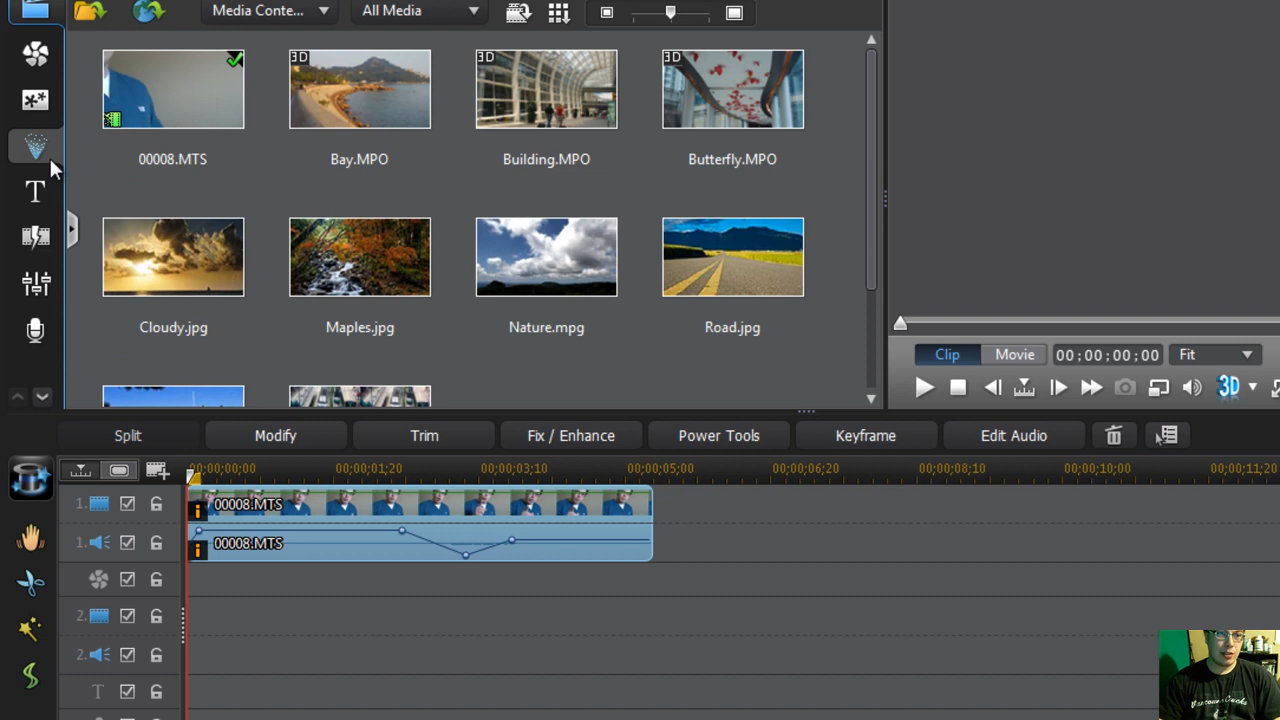 Media Conte...
All Media
3D
3D
3D
00008.MTS
Bay.MPO
Building.MPO
Butterfly.MPO
T
Cloudy.jpg
Maples.jpg
Nature.mpg
Road.jpg
Clip
Movie
00;00;00;00
Fit
3D
Split
Modify
Trim
Fix / Enhance
Power Tools
Keyframe
Edit Audio
00;00;00;00
00;00;01;20
00;00;03;10
00;00;05;00
00;00;06;20
00;00;08;10
00;00;10;00
00;00;11;20
1.
00008.MTS
1.
00008.MTS
2.
2.
T